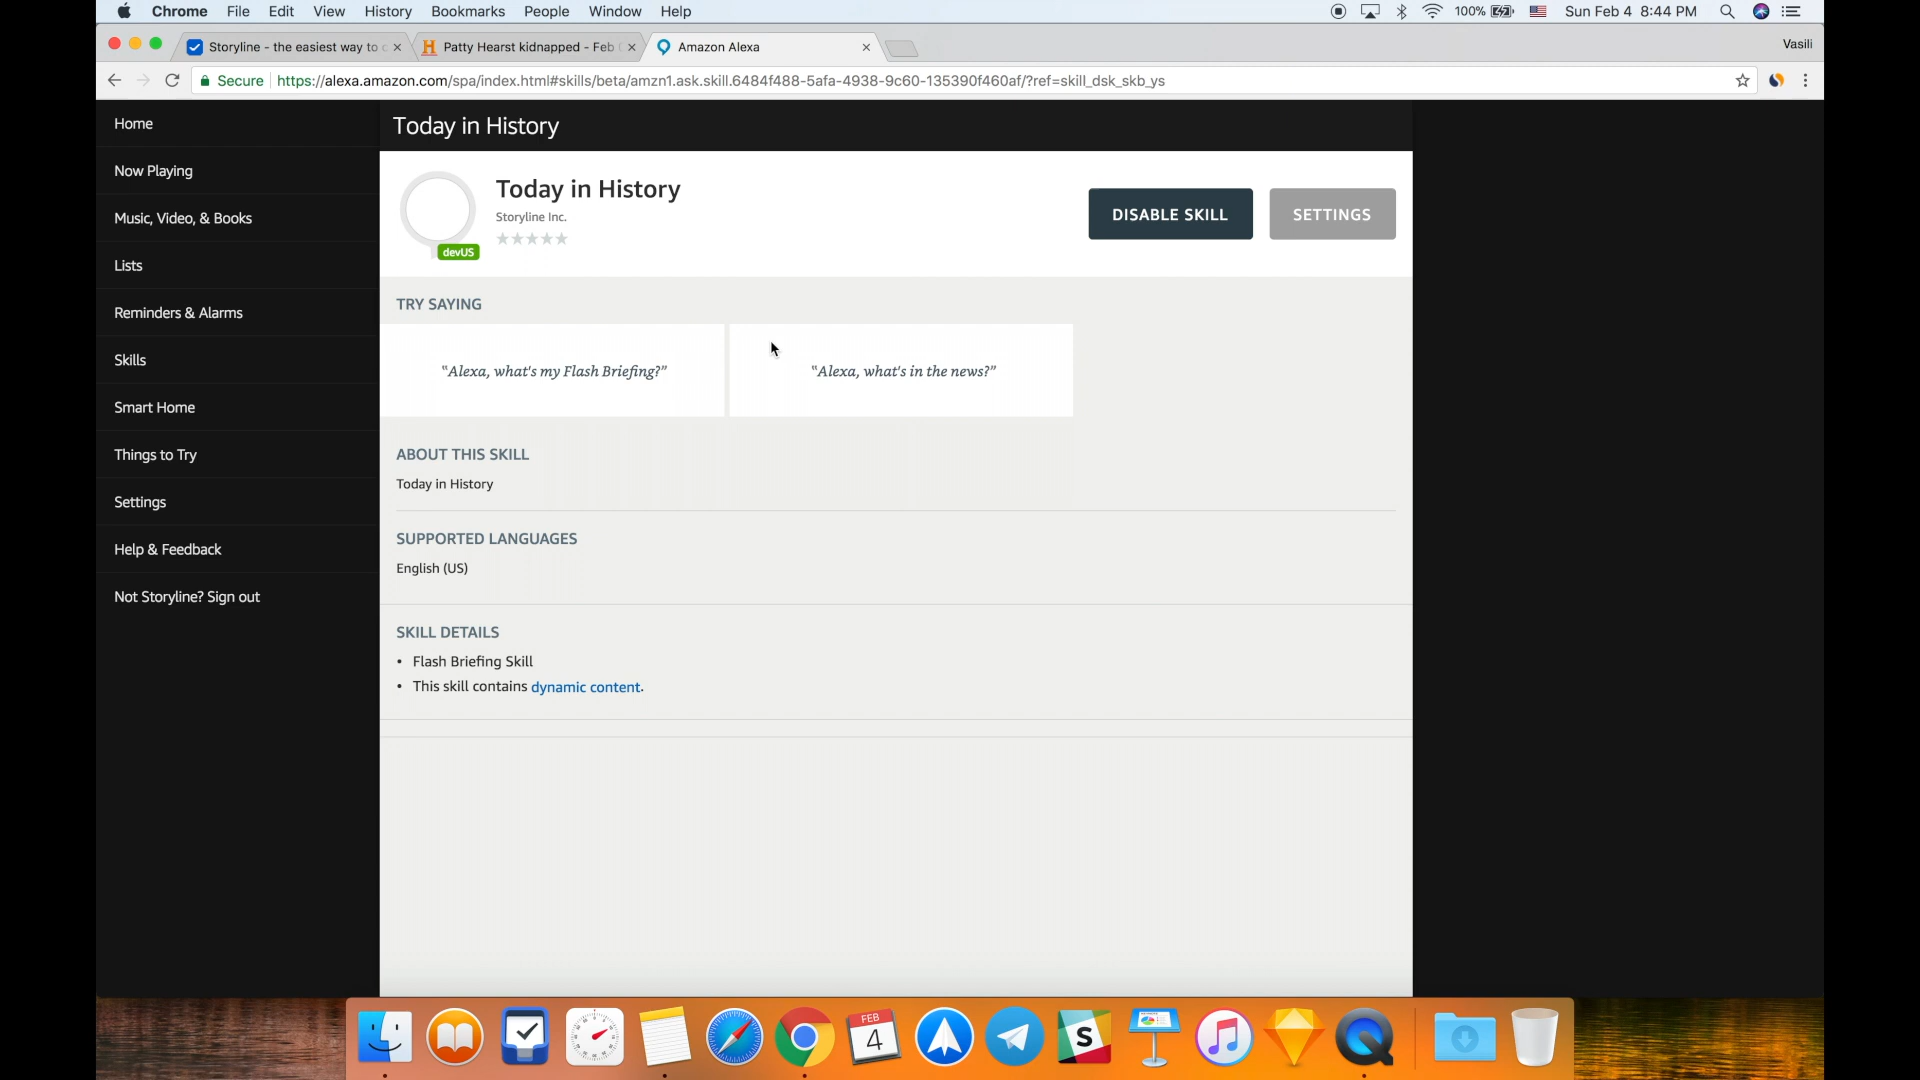 Chrome File Edit View History Bookmarks People Window Help 100% Sun Feb 4 8:44 PM
Storyline - the easiest way to Patty Hearst kidnapped - Feb Amazon Alexa Vasili
Secure https://alexa.amazon.com/spa/index.html#skills/beta/amzn1.ask.skill.6484f488-5afa-4938-9c60-135390f460af/?ref=skill_dsk_skb_ys
Home
Now Playing
Music, Video, & Books
Lists
Reminders & Alarms
Skills
Smart Home
Things to Try
Settings
Help & Feedback
Not Storyline? Sign out
Today in History
Today in History
Storyline Inc.
devUS
DISABLE SKILL
SETTINGS
TRY SAYING
"Alexa, what's my Flash Briefing?"
"Alexa, what's in the news?"
ABOUT THIS SKILL
Today in History
SUPPORTED LANGUAGES
English (US)
SKILL DETAILS
• Flash Briefing Skill
• This skill contains dynamic content.
FEB
4
S